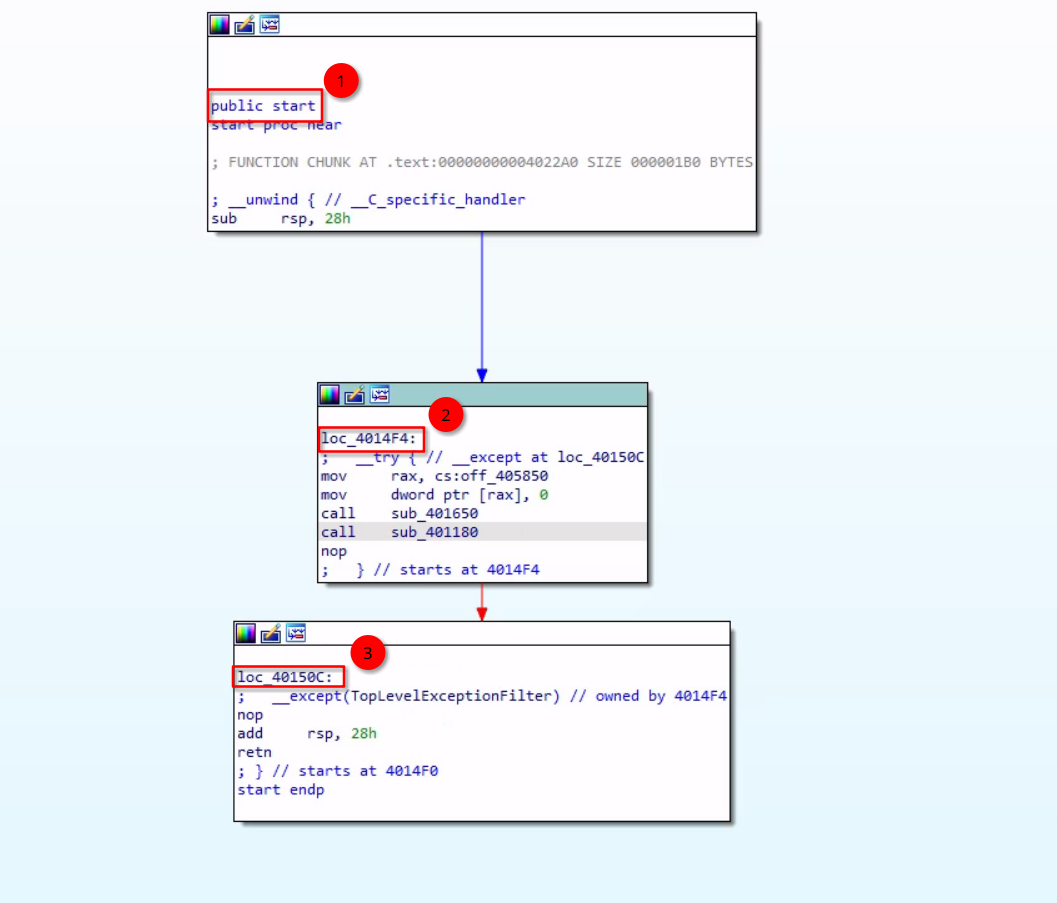 1
public start
start proc near
; FUNCTION CHUNK AT .text:00000000004022A0 SIZE 000001B0 BYTES
; __unwind { // __C_specific_handler
sub     rsp, 28h
2
loc_4014F4:
;   __try { // __except at loc_40150C
mov     rax, cs:off_405850
mov     dword ptr [rax], 0
call    sub_401650
call    sub_401180
nop
;   } // starts at 4014F4
3
loc_40150C:
;   __except(TopLevelExceptionFilter) // owned by 4014F4
nop
add     rsp, 28h
retn
; } // starts at 4014F0
start endp